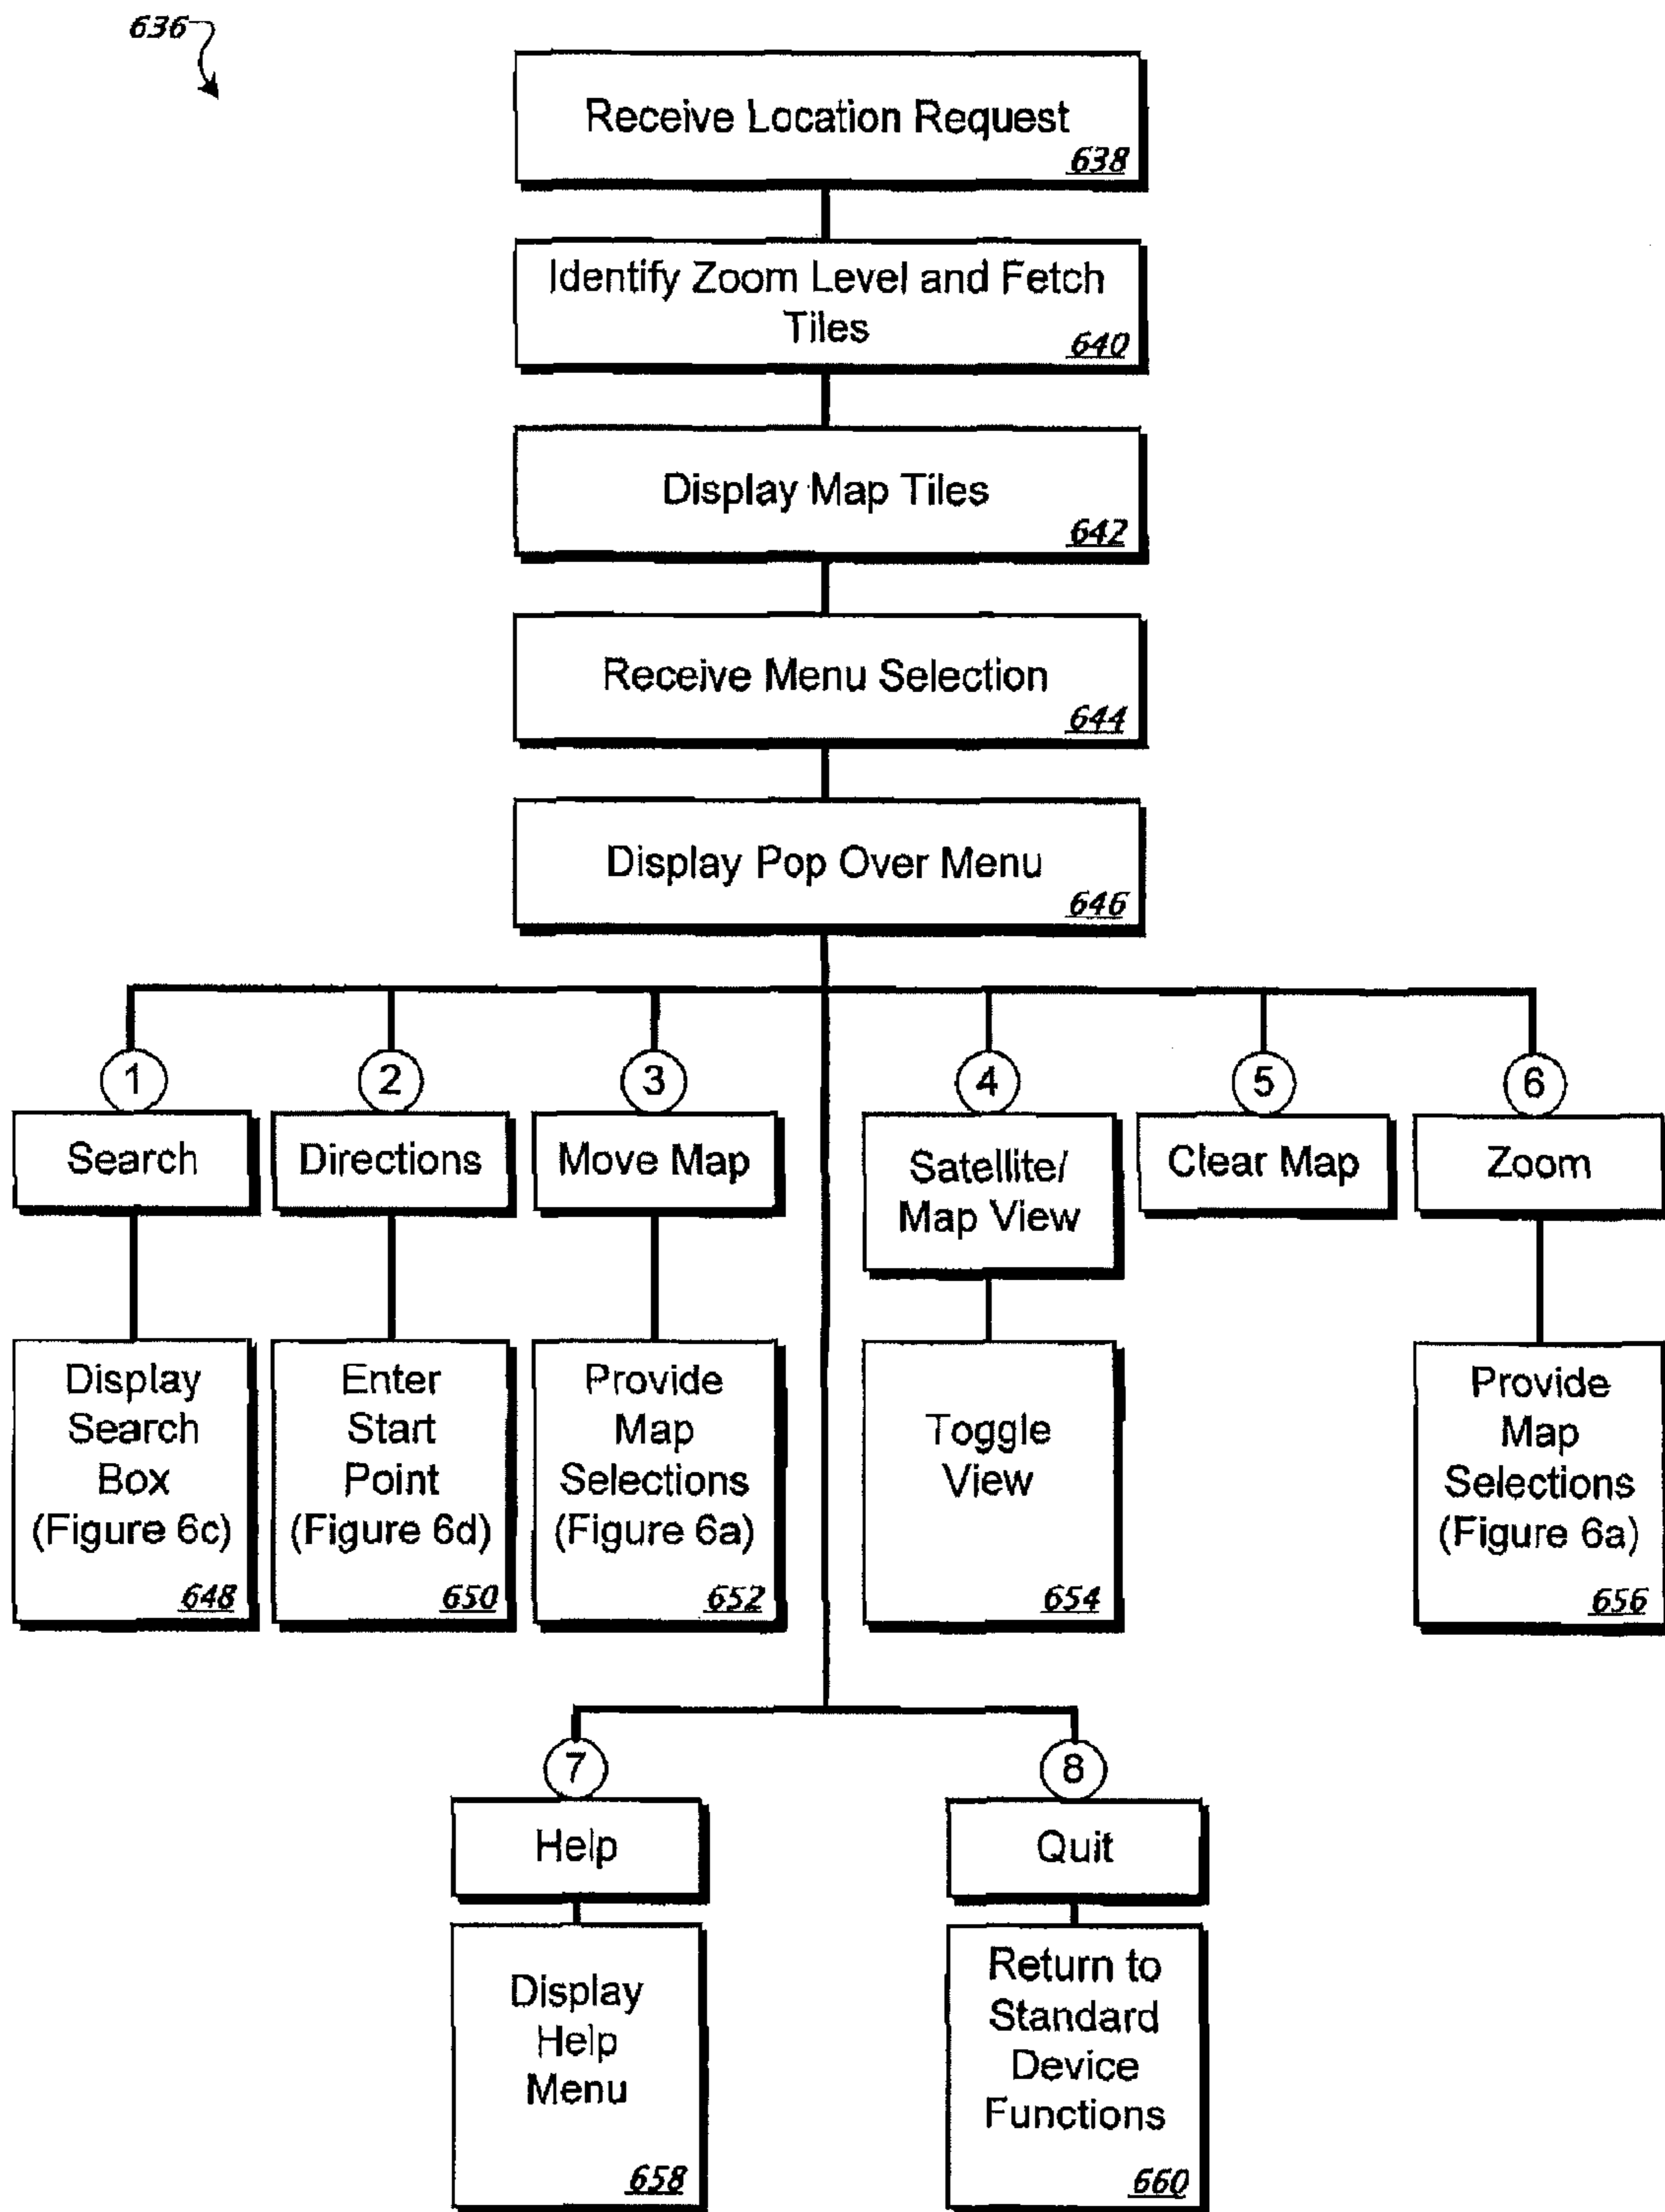 636
Receive Location Request
638
Identify Zoom Level and Fetch
Tiles
640
Display Map Tiles
642
Receive Menu Selection
644
Display Pop Over Menu
646
1
2
3
4
5
6
Search
Directions
Move Map
Satellite/
Map View
Clear Map
Zoom
Display
Search
Box
(Figure 6c)
648
Enter
Start
Point
(Figure 6d)
650
Provide
Map
Selections
(Figure 6a)
652
Toggle
View
654
Provide
Map
Selections
(Figure 6a)
656
7
8
Help
Quit
Display
Help
Menu
658
Return to
Standard
Device
Functions
660